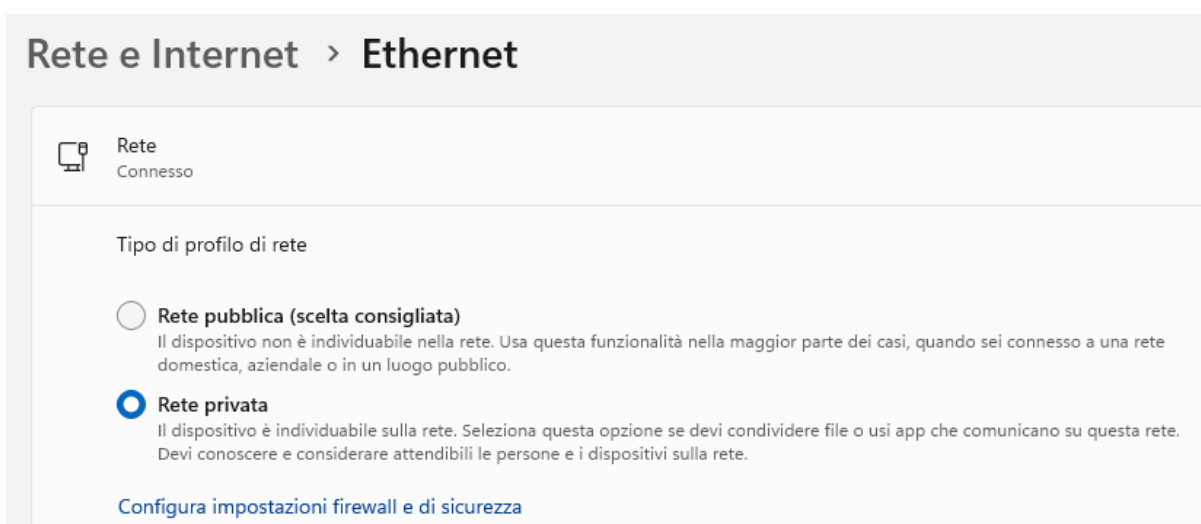 Rete e Internet > Ethernet
Rete
Connesso
Tipo di profilo di rete
Rete pubblica (scelta consigliata)
Il dispositivo non è individuabile nella rete. Usa questa funzionalità nella maggior parte dei casi, quando sei connesso a una rete
domestica, aziendale o in un luogo pubblico.
Rete privata
Il dispositivo è individuabile sulla rete. Seleziona questa opzione se devi condividere file o usi app che comunicano su questa rete.
Devi conoscere e considerare attendibili le persone e i dispositivi sulla rete.
Configura impostazioni firewall e di sicurezza